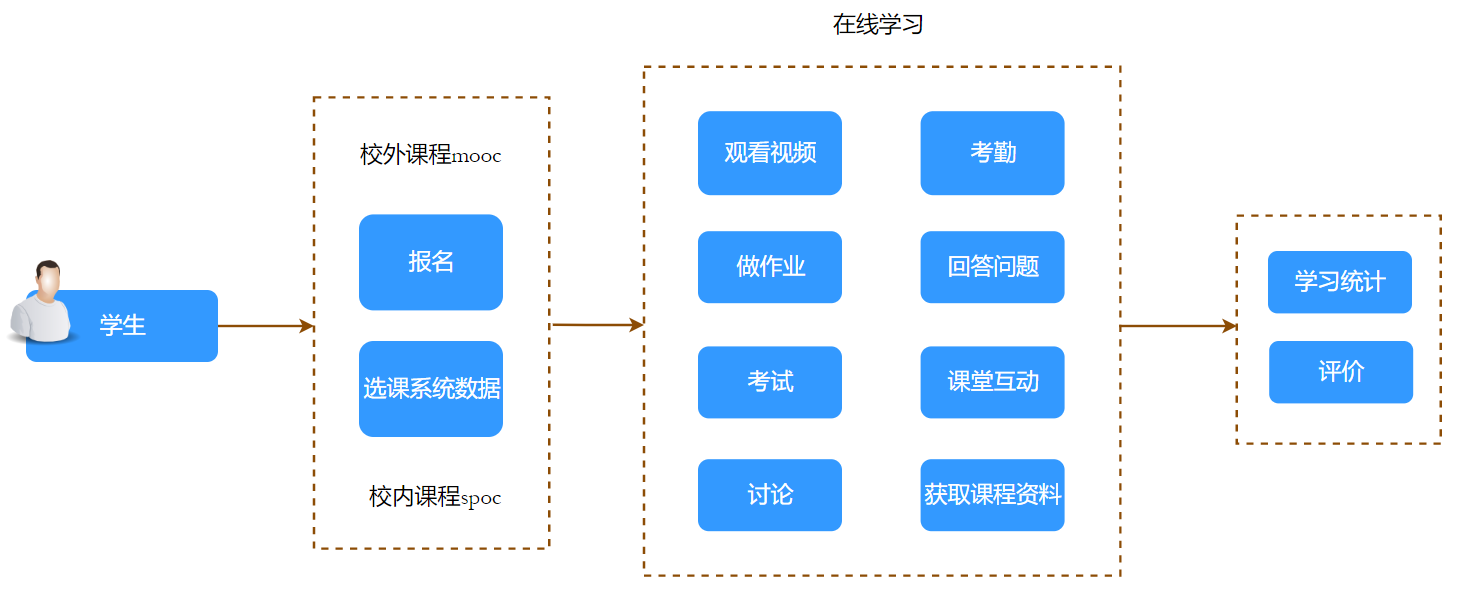 在线学习
学生
校外课程mooc
报名
选课系统数据
校内课程spoc
观看视频
考勤
做作业
回答问题
考试
课堂互动
讨论
获取课程资料
学习统计
评价